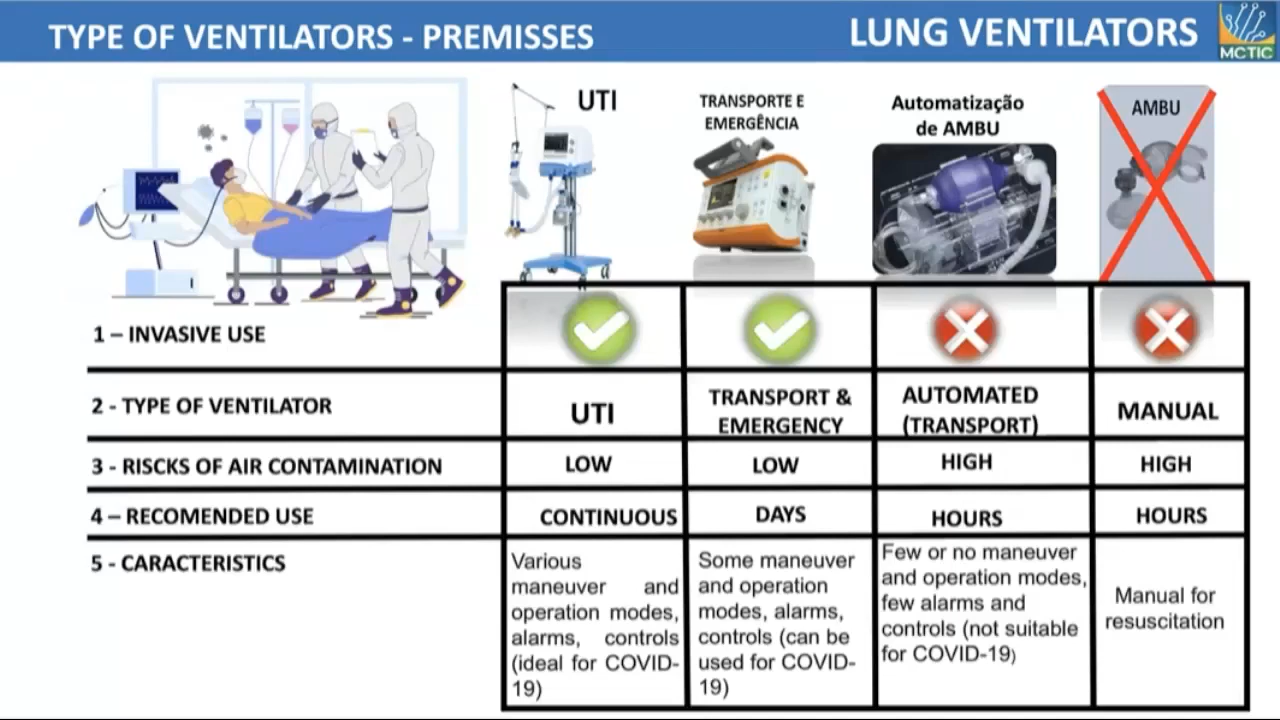 TYPE OF VENTILATORS - PREMISSES
LUNG VENTILATORS
MCTIC
UTI
TRANSPORTE E
EMERGÊNCIA
Automatização
de AMBU
AMBU
1 – INVASIVE USE
2 - TYPE OF VENTILATOR
UTI
TRANSPORT &
EMERGENCY
AUTOMATED
(TRANSPORT)
MANUAL
3 - RISCKS OF AIR CONTAMINATION
LOW
LOW
HIGH
HIGH
4 – RECOMENDED USE
CONTINUOUS
DAYS
HOURS
HOURS
5 - CARACTERISTICS
Various
maneuver and
operation modes,
alarms, controls
(ideal for COVID-
19)
Some maneuver
and operation
modes, alarms,
controls (can be
used for COVID-
19)
Few or no maneuver
and operation modes,
few alarms and
controls (not suitable
for COVID-19)
Manual for
resuscitation